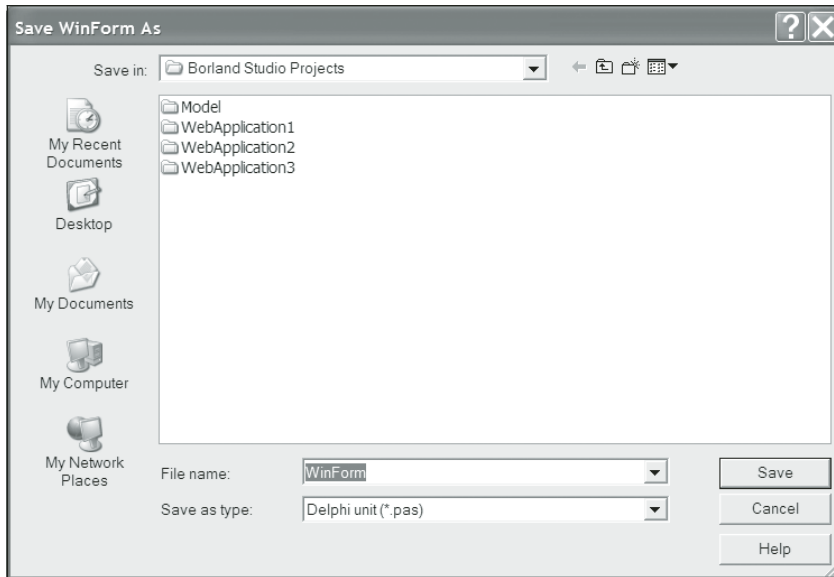 Save WinForm As
Save in:
Borland Studio Projects
Model
WebApplication1
WebApplication2
WebApplication3
My Recent
Documents
Desktop
My Documents
My Computer
My Network
Places
File name:
WinForm
Save
Save as type:
Delphi unit (*.pas)
Cancel
Help